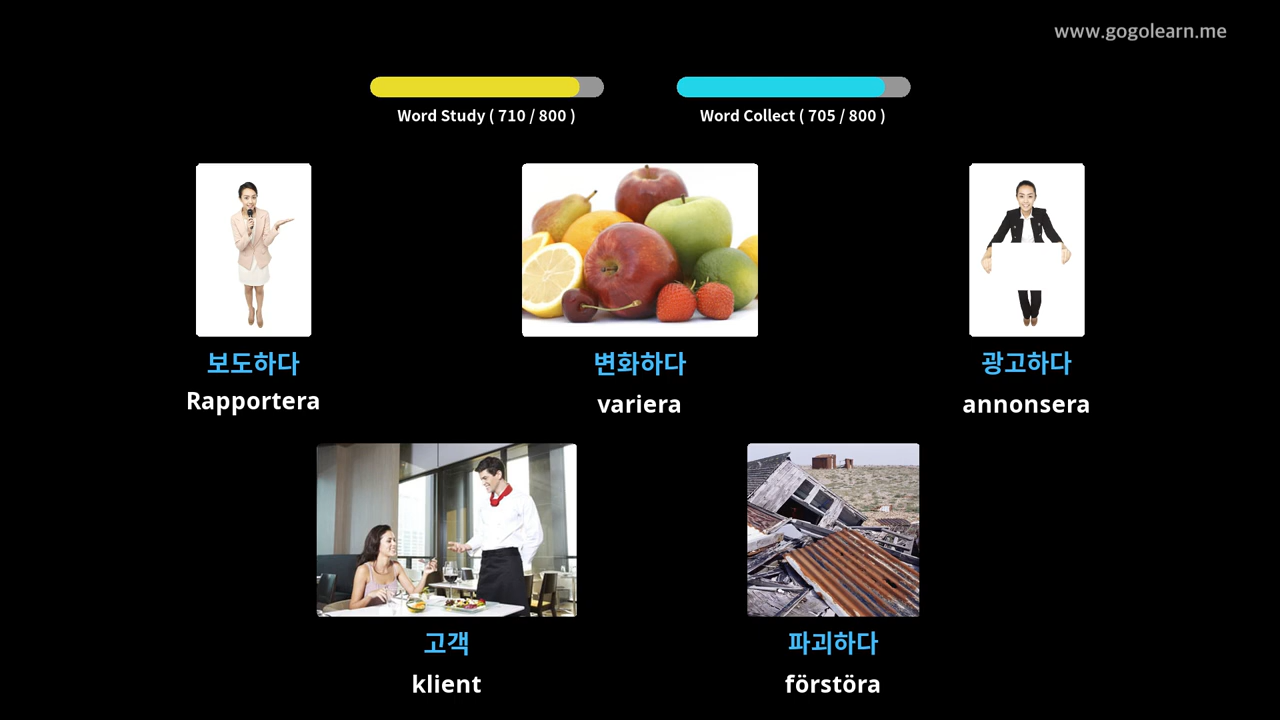 www.gogolearn.me
Word Study ( 710 / 800 )
Word Collect ( 705 / 800 )
보도하다
변화하다
광고하다
Rapportera
variera
annonsera
고객
파괴하다
klient
förstöra